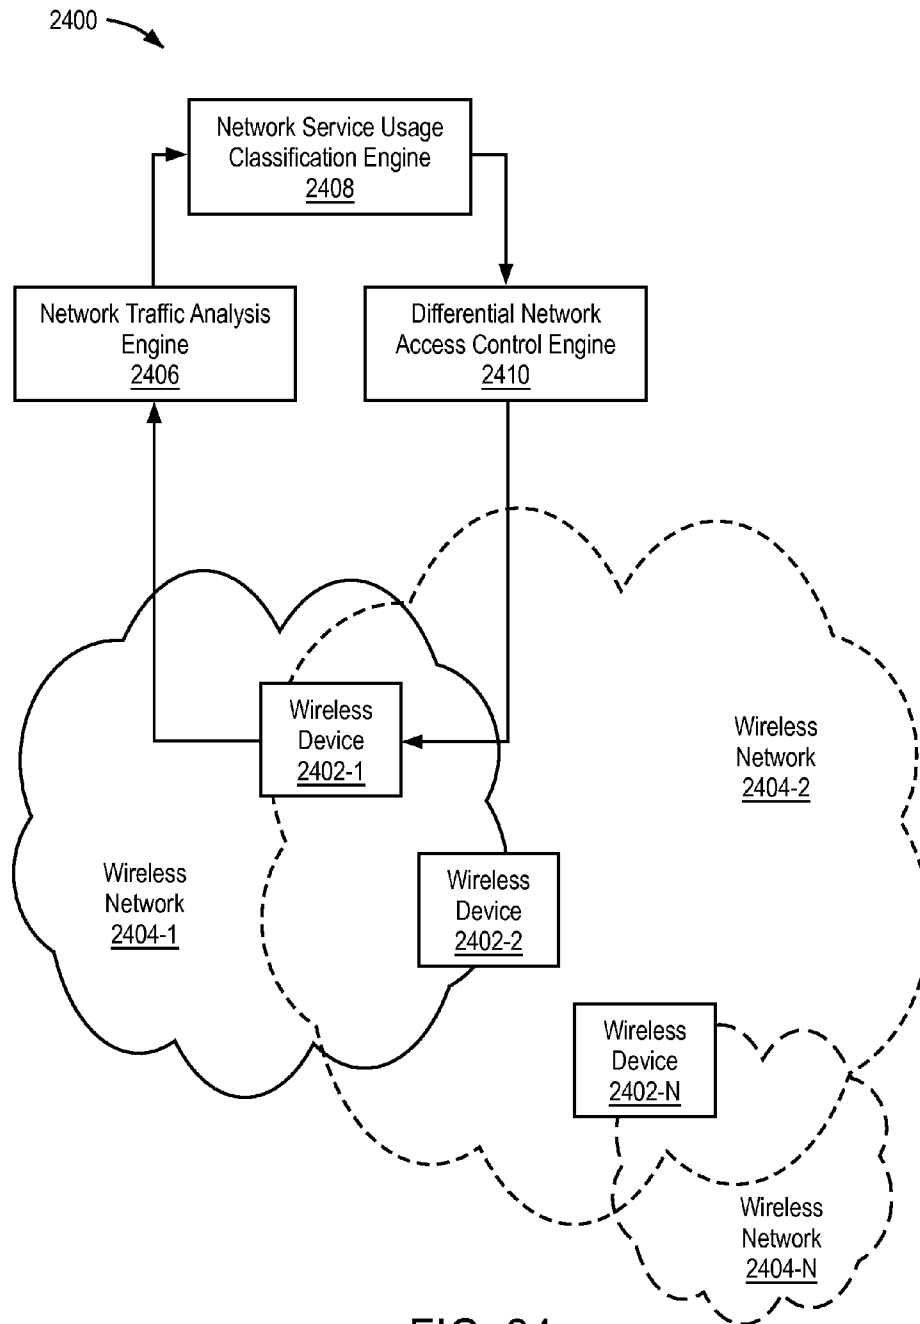 2400
Network Service Usage
Classification Engine
2408
Network Traffic Analysis
Engine
2406
Differential Network
Access Control Engine
2410
Wireless
Device
2402-1
Wireless
Network
2404-2
Wireless
Network
2404-1
Wireless
Device
2402-2
Wireless
Device
2402-N
Wireless
Network
2404-N
FIG. 24